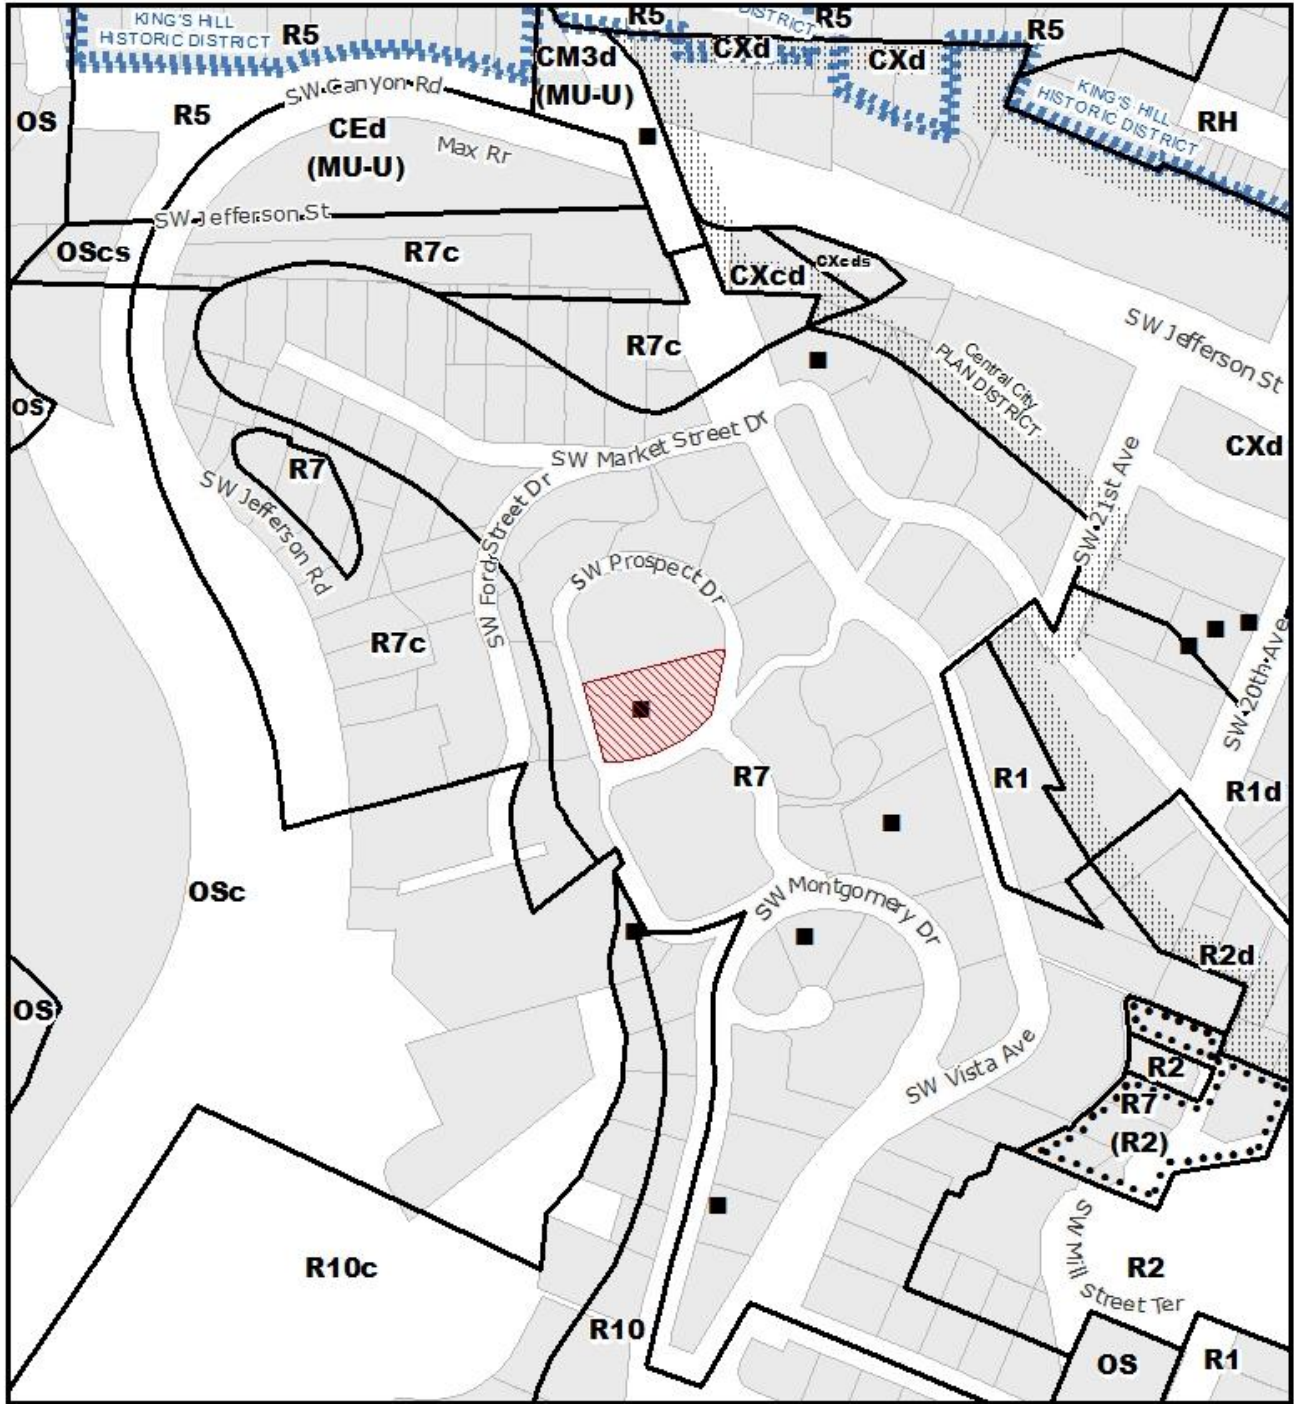 KING'S HILL
HISTORIC DISTRICT
R5
R5
DISTRICT
R5
R5
CM3d
(MU-U)
CXd
CXd
SW Canyon Rd
OS
R5
CEd
(MU-U)
Max Rr
KING'S HILL
HISTORIC DISTRICT
RH
SW Jefferson St
OScs
R7c
CXcd
CXcds
SW Jefferson St
R7c
Central City
PLAN DISTRICT
OS
SW Market Street Dr
CXd
R7
SW Jefferson Rd
SW Ford Street Dr
SW 21st Ave
SW Prospect Dr
R7c
SW 20th Ave
R7
R1
R1d
OSc
SW Montgomery Dr
R2d
OS
SW Vista Ave
R2
R7
(R2)
R10c
SW Mill
Street Ter
R2
R10
OS
R1